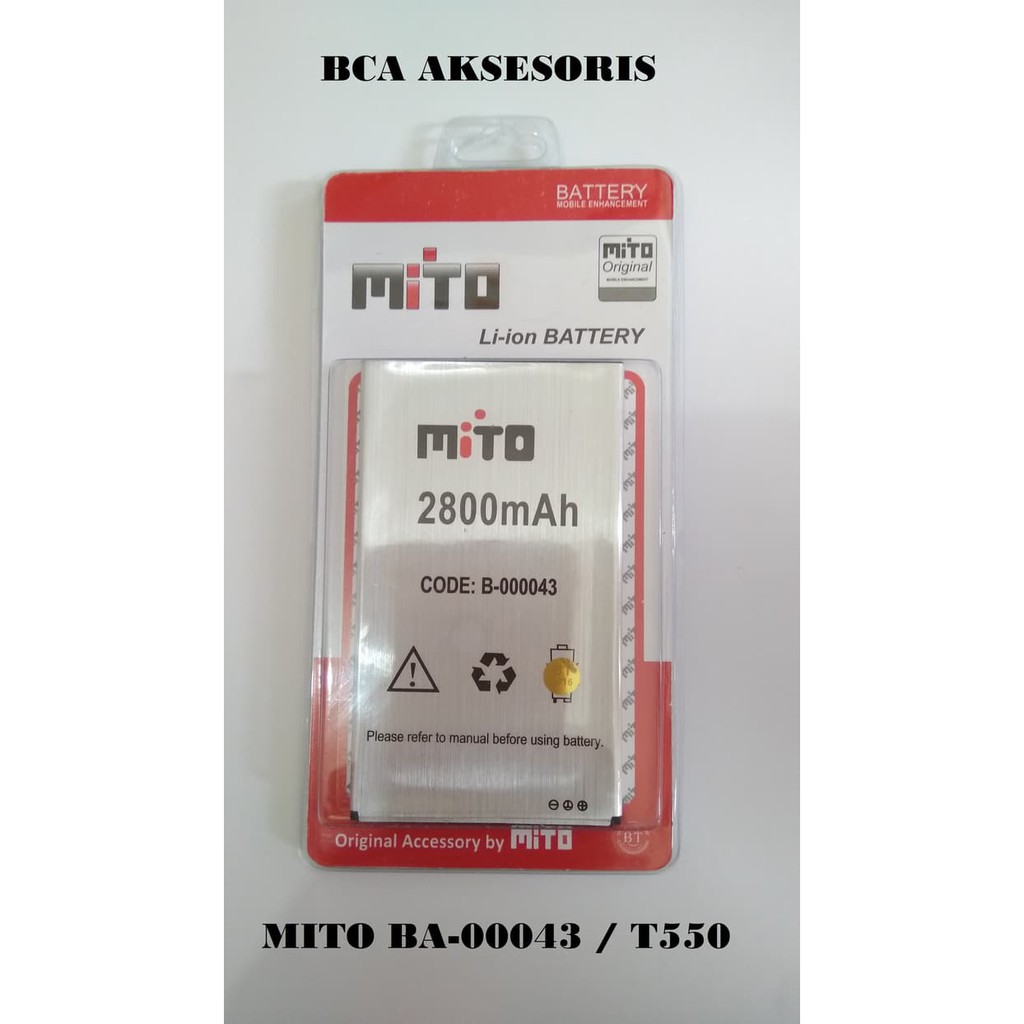 BCA AKSESORIS
BATTERY
MOBILE ENHANCEMENT
MiTO
MiTO
Original
MOBILE ENHANCEMENT
Li-ion BATTERY
MiTO
2800mAh
CODE: B-000043
Please refer to manual before using battery.
Original Accessory by MiTO
BT
MITO BA-00043 / T550